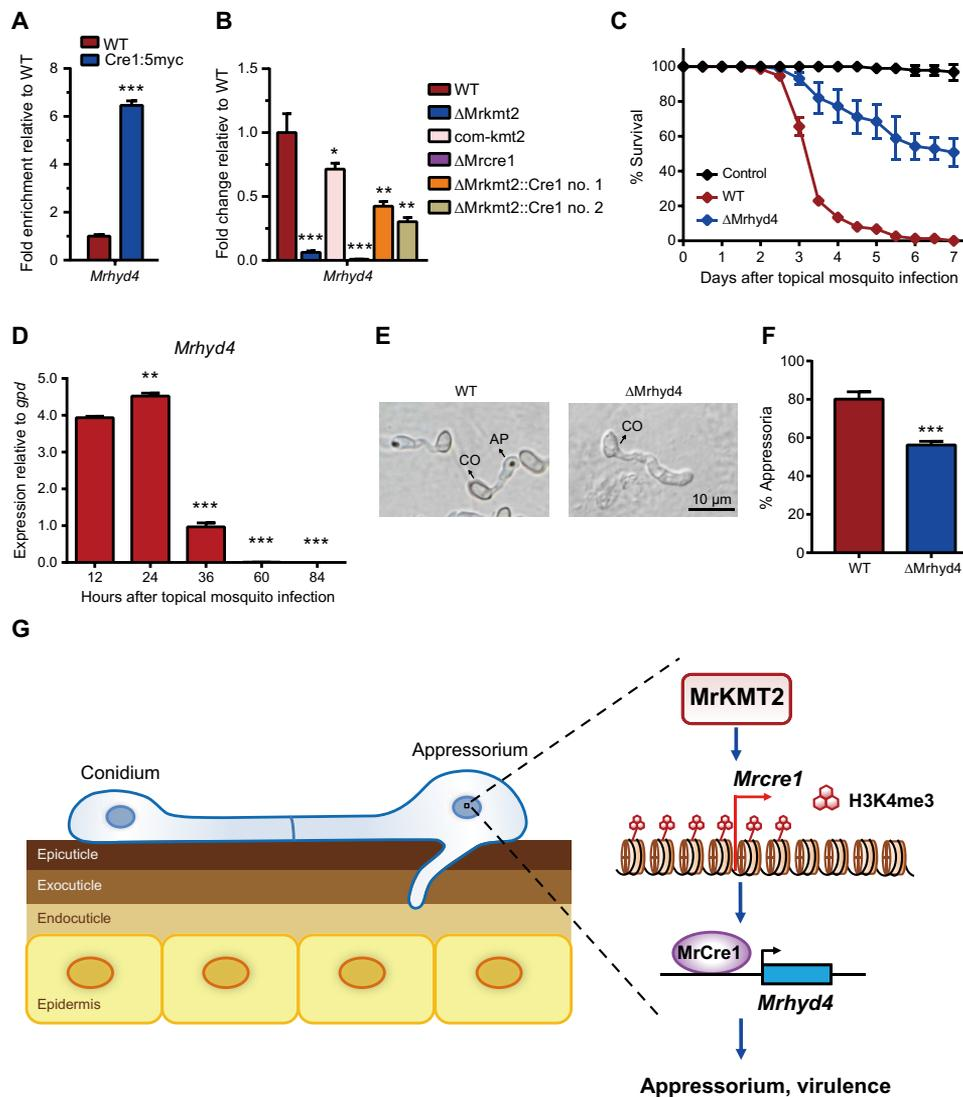 A
WT
Cre1:5myc
Fold enrichment relative to WT
8
6
4
2
0
***
Mrhyd4
B
Fold change relatiev to WT
1.5
1.0
0.5
0.0
***
*
***
**
**
Mrhyd4
WT
ΔMrkmt2
com-kmt2
ΔMrcre1
ΔMrkmt2::Cre1 no. 1
ΔMrkmt2::Cre1 no. 2
C
% Survival
100
80
60
40
20
0
Control
WT
ΔMrhyd4
0 1 2 3 4 5 6 7
Days after topical mosquito infection
D
Mrhyd4
Expression relative to gpd
5.0
4.0
3.0
2.0
1.0
0.0
**
***
***
***
12 24 36 60 84
Hours after topical mosquito infection
E
WT
ΔMrhyd4
CO
AP
CO
10 µm
F
% Appressoria
100
80
60
40
20
0
***
WT
ΔMrhyd4
G
Conidium
Appressorium
Epicuticle
Exocuticle
Endocuticle
Epidermis
MrKMT2
Mrcre1
H3K4me3
MrCre1
Mrhyd4
Appressorium, virulence